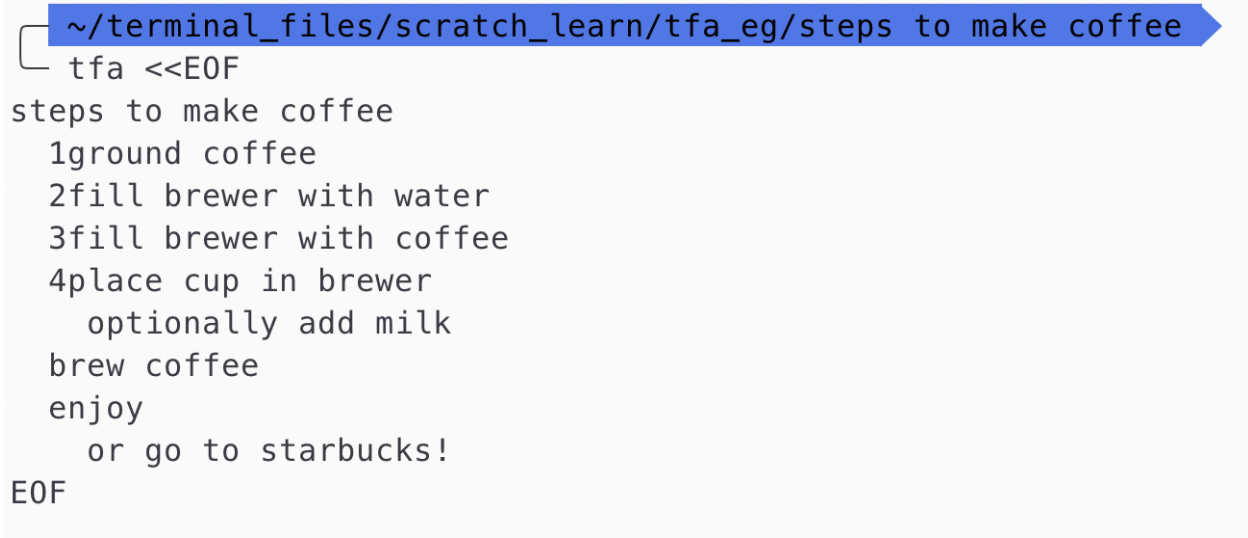 ~/terminal_files/scratch_learn/tfa_eg/steps to make coffee
tfa <<EOF
steps to make coffee
  1ground coffee
  2fill brewer with water
  3fill brewer with coffee
  4place cup in brewer
    optionally add milk
  brew coffee
  enjoy
    or go to starbucks!
EOF